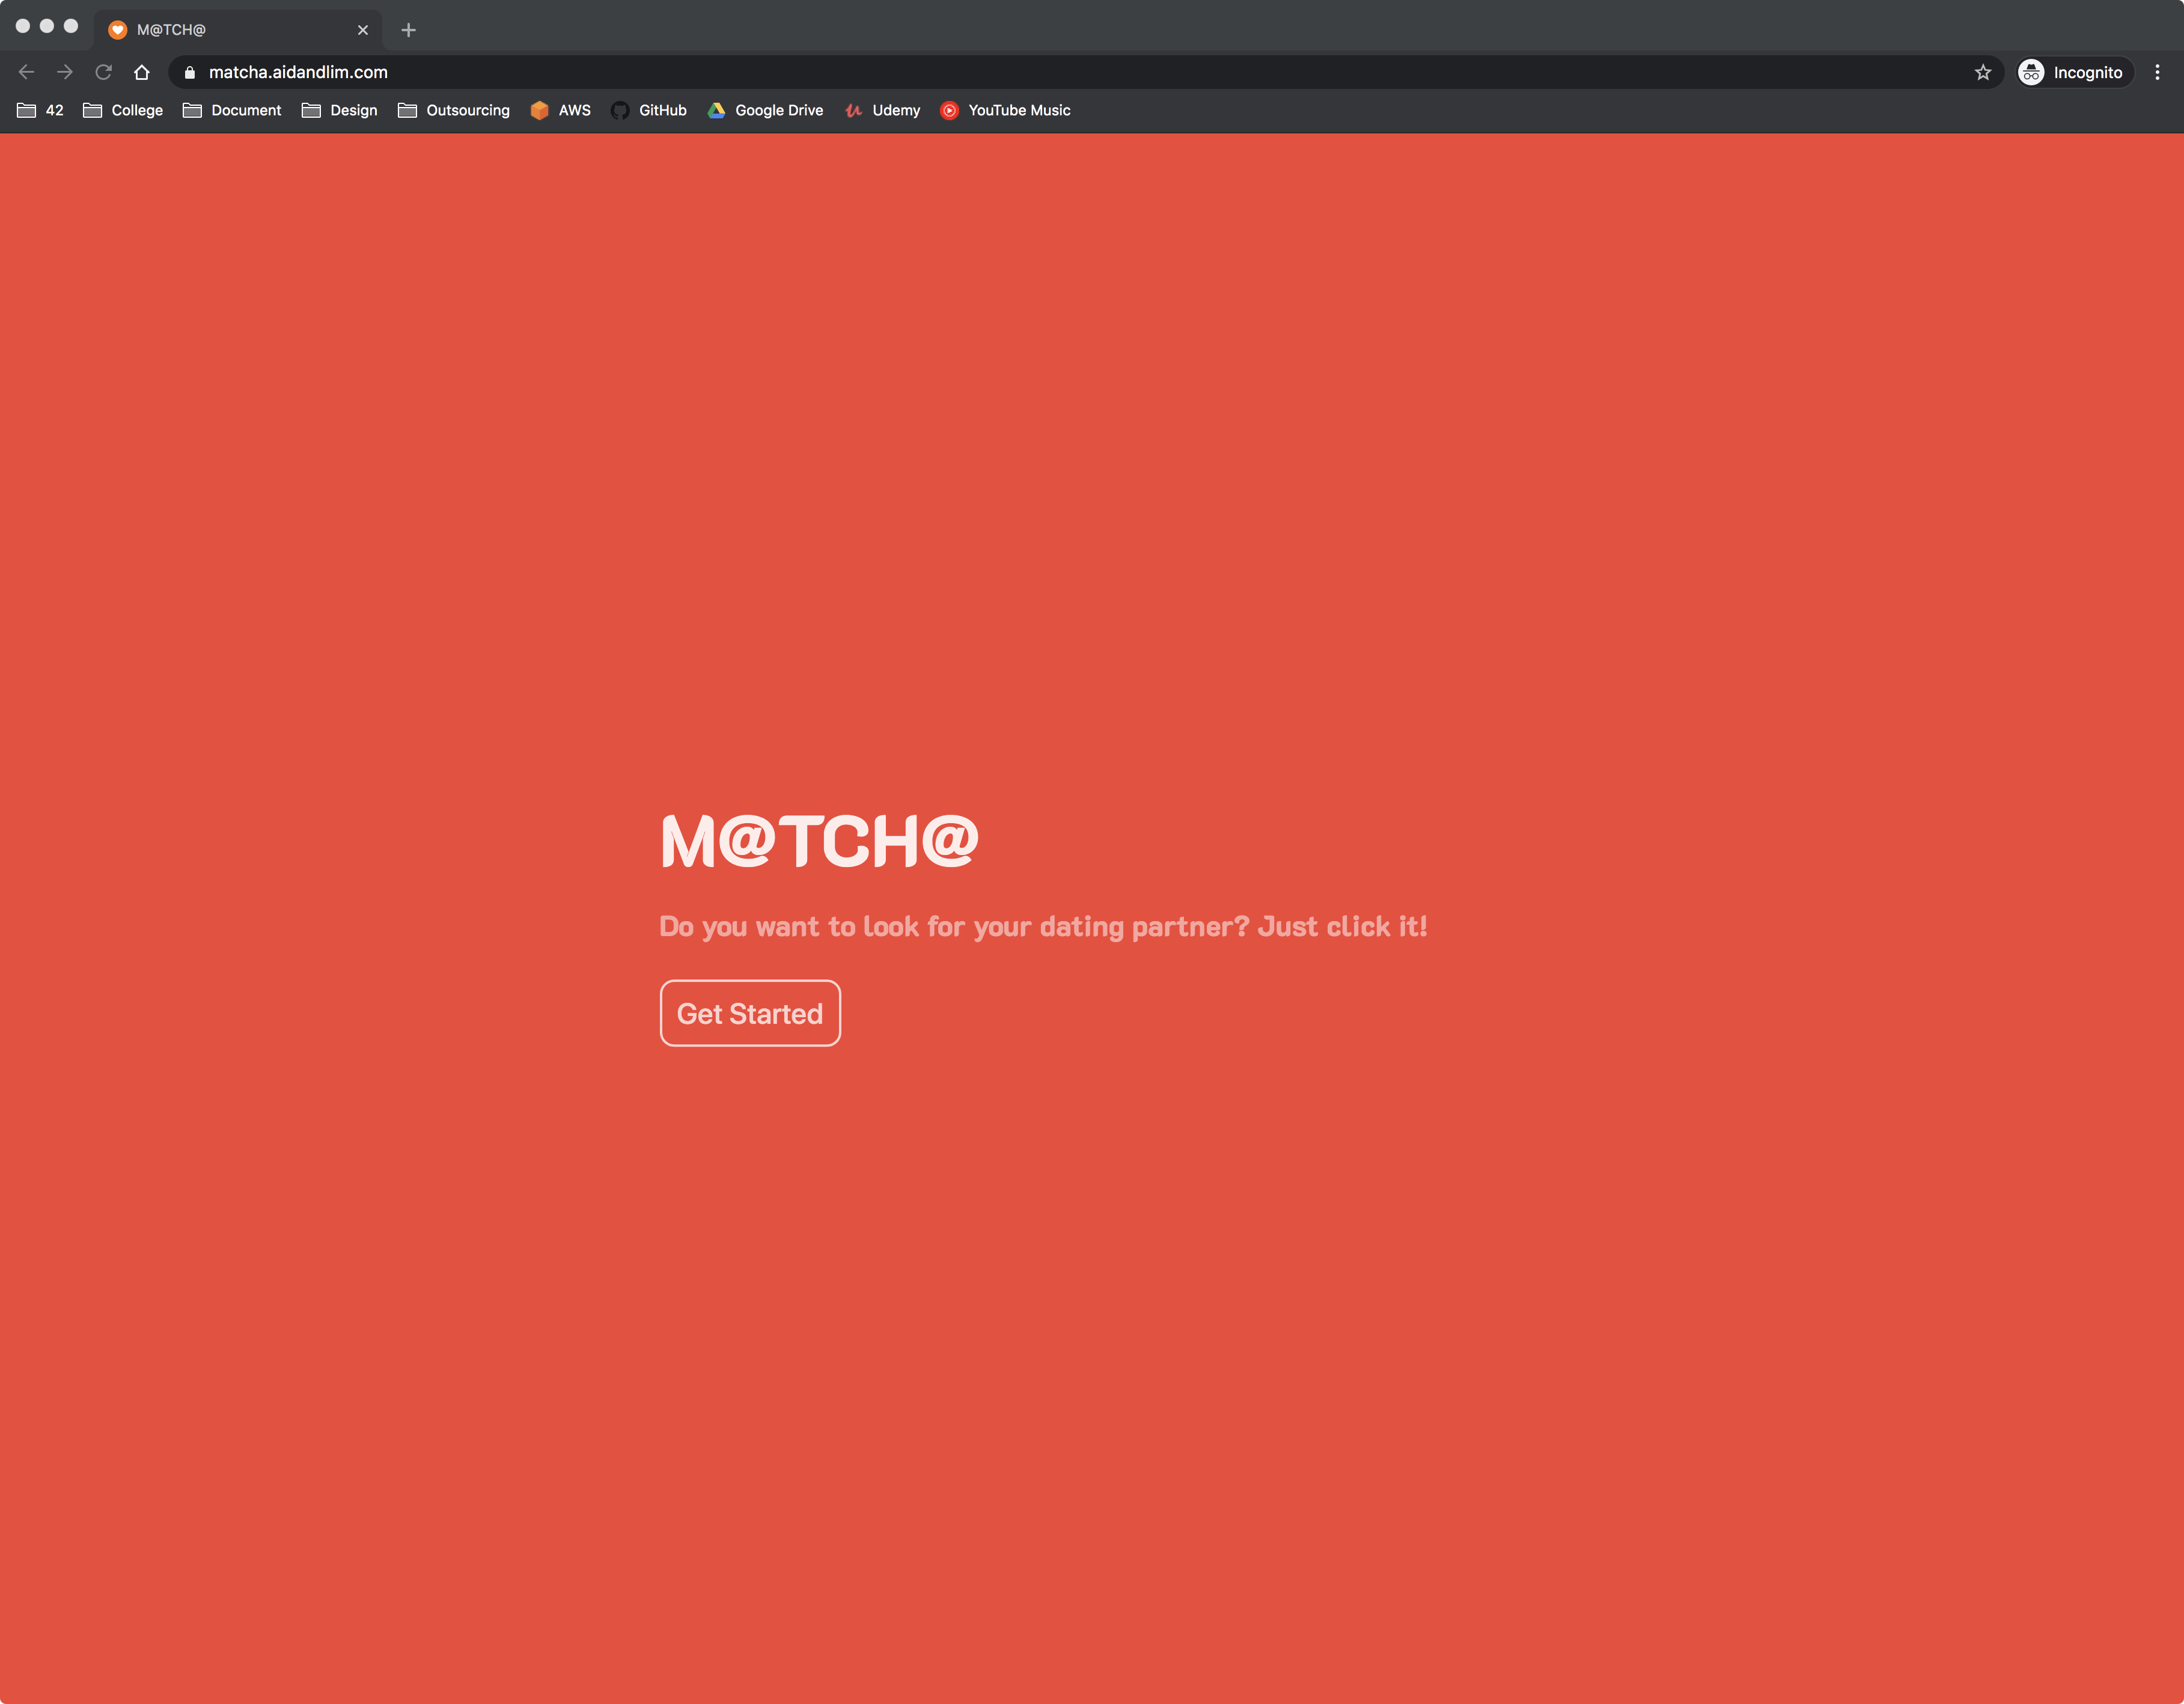 M@TCH@
matcha.aidandlim.com
Incognito
42 College Document Design Outsourcing AWS GitHub Google Drive Udemy YouTube Music
M@TCH@
Do you want to look for your dating partner? Just click it!
Get Started